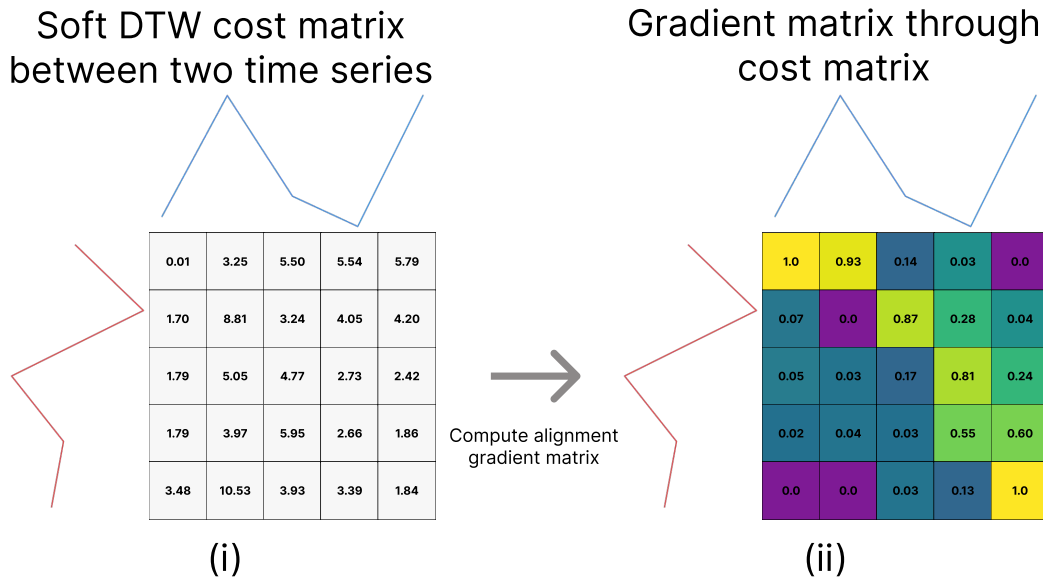 Soft DTW cost matrix
between two time series
Gradient matrix through
cost matrix
0.01 3.25 5.50 5.54 5.79
1.70 8.81 3.24 4.05 4.20
1.79 5.05 4.77 2.73 2.42
1.79 3.97 5.95 2.66 1.86
3.48 10.53 3.93 3.39 1.84
Compute alignment
gradient matrix
1.0 0.93 0.14 0.03 0.0
0.07 0.0 0.87 0.28 0.04
0.05 0.03 0.17 0.81 0.24
0.02 0.04 0.03 0.55 0.60
0.0 0.0 0.03 0.13 1.0
(i)
(ii)